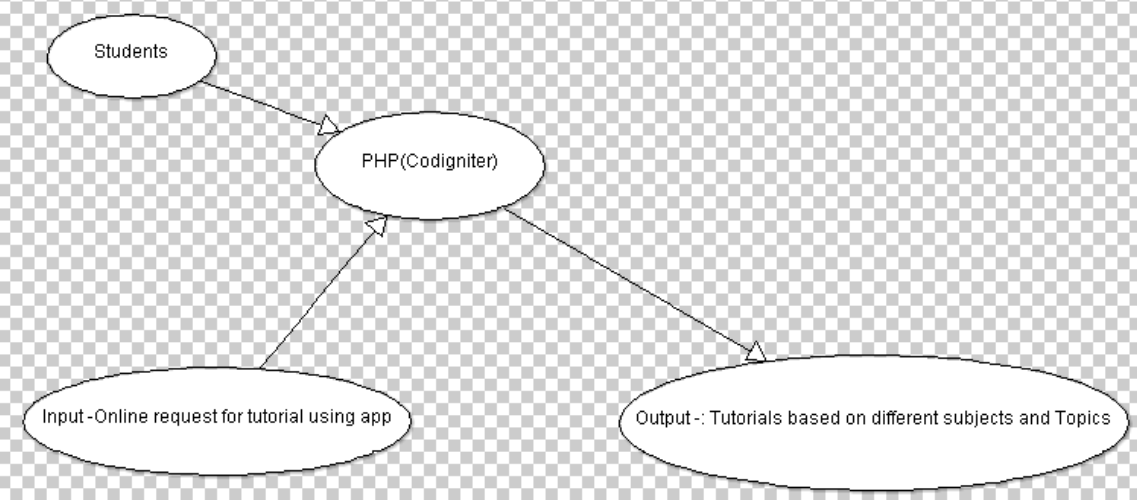 Students
PHP(Codigniter)
Input -Online request for tutorial using app
Output -: Tutorials based on different subjects and Topics